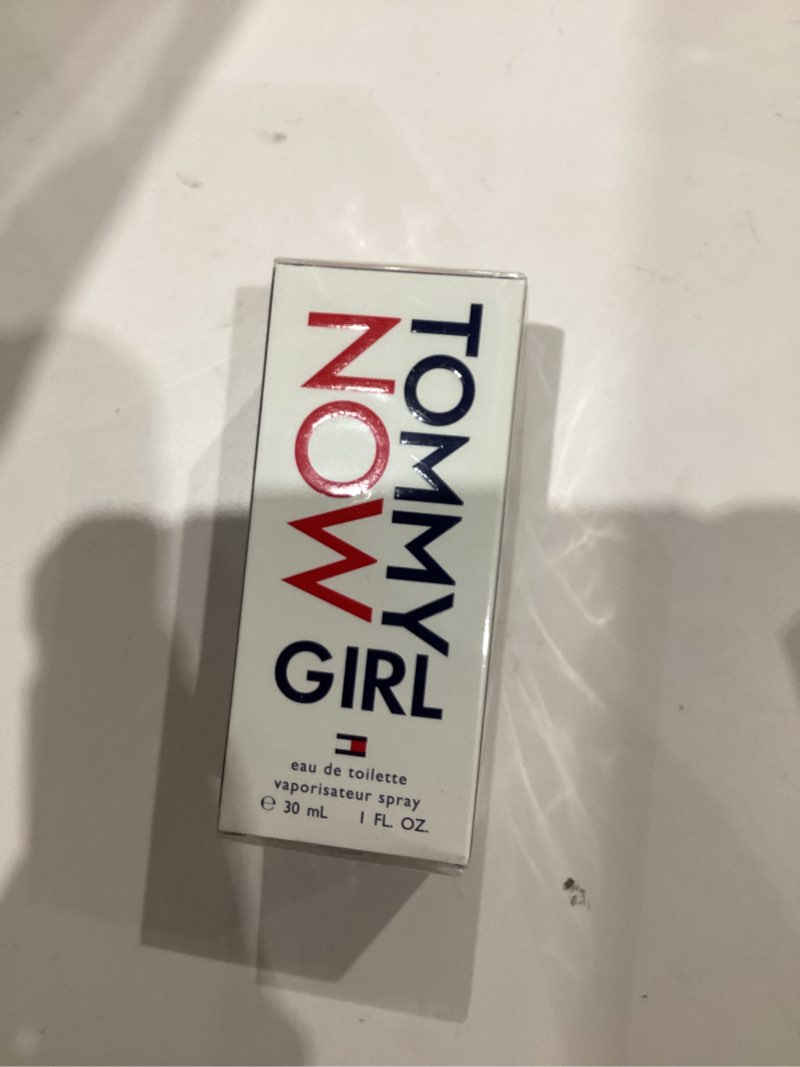 TOMMY
NOW
GIRL
eau de toilette
vaporisateur spray
℮ 30 mL 1 FL. OZ.